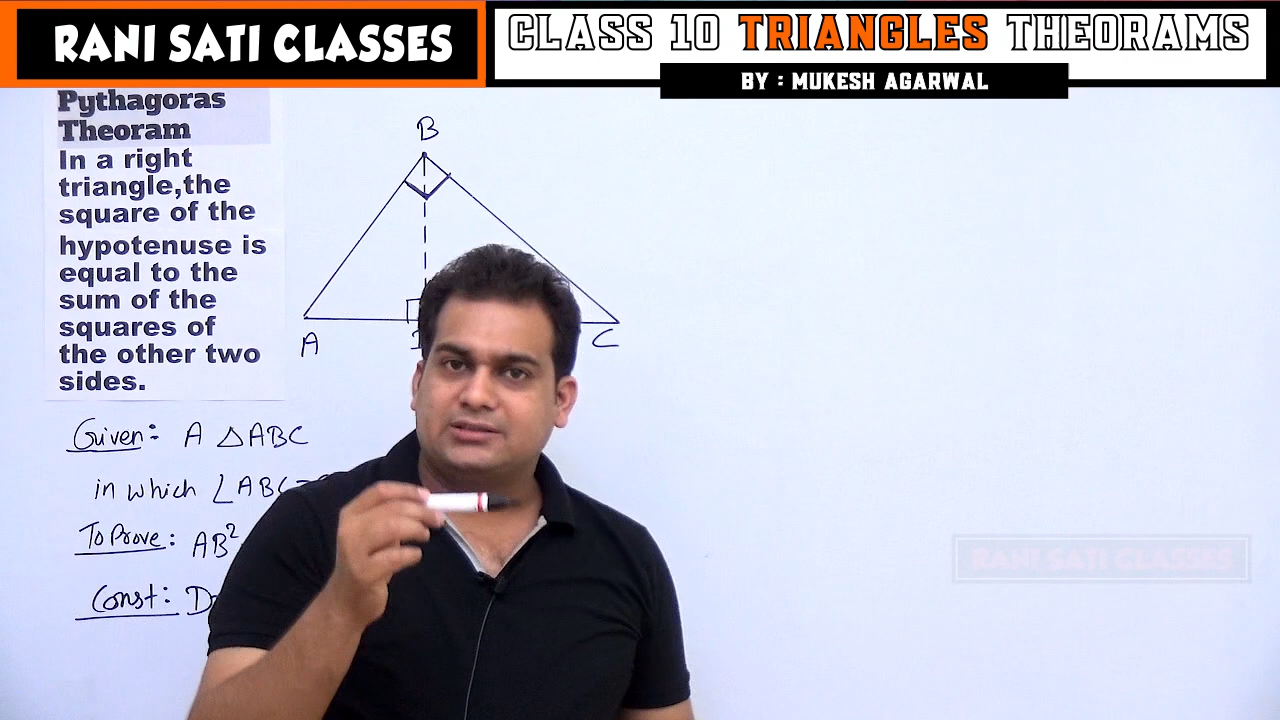 RANI SATI CLASSES
CLASS 10 TRIANGLES THEORAMS
BY : MUKESH AGARWAL
Pythagoras
Theoram
In a right
triangle,the
square of the
hypotenuse is
equal to the
sum of the
squares of
the other two
sides.
B
A
C
Given: A △ABC
in which ∠ABC=
To Prove: AB²
Const:
RANI SATI CLASSES